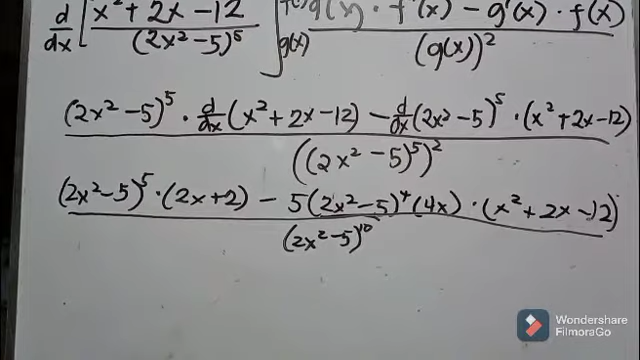 d/dx [ x² + 2x - 12 / (2x² - 5)⁵ ] g(x) g(x) · f'(x) - g'(x) · f(x) / (g(x))²
(2x² - 5)⁵ · d/dx (x² + 2x - 12) - d/dx (2x² - 5)⁵ · (x² + 2x - 12) / ((2x² - 5)⁵)²
(2x² - 5)⁵ · (2x + 2) - 5(2x² - 5)⁴ (4x) · (x² + 2x - 12) / (2x² - 5)¹⁰
Wondershare
FilmoraGo